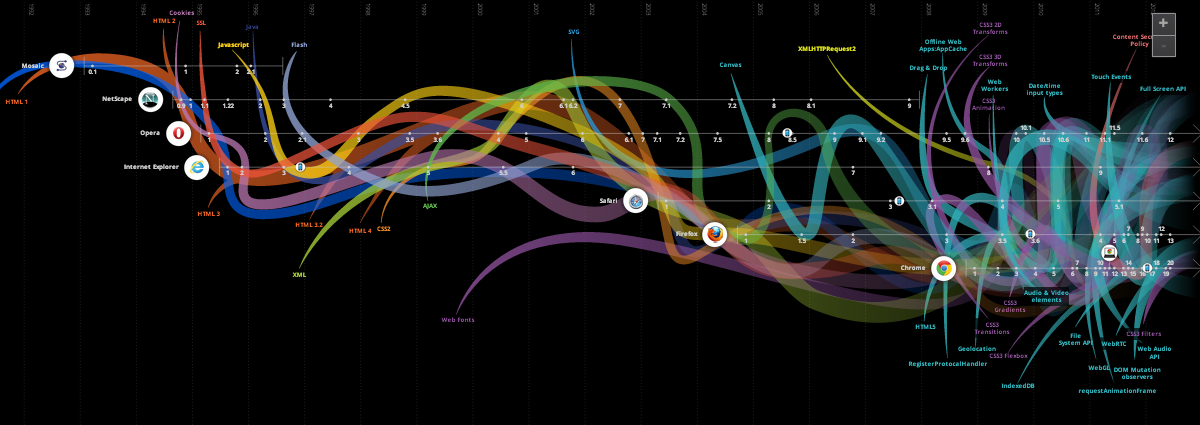 1992
1993
1994
1995
1996
1997
1998
1999
2000
2001
2002
2003
2004
2005
2006
2007
2008
2009
2010
2011
Cookies
HTML 2
SSL
Java
Javascript
Flash
SVG
XMLHTTPRequest2
Canvas
Offline Web
Apps:AppCache
Drag & Drop
CSS3 2D
Transforms
CSS3 3D
Transforms
Web
Workers
CSS3
Animation
Date/time
input types
Content Sec
Policy
Touch Events
Full Screen API
+
-
Mosaic
0.1
1
2
2.1
HTML 1
NetScape
0.9
1
1.1
1.22
2
3
4
4.5
6
6.1
6.2
7
7.1
7.2
8
8.1
9
Opera
1
2
2.1
3
3.5
3.6
4
5
6
6.1
7
7.1
7.2
7.5
8
8.5
9
9.1
9.2
9.5
9.6
10
10.1
10.5
11
11.1
11.5
11.6
12
Internet Explorer
1
2
3
4
5
5.5
6
7
8
9
Safari
1
2
3
3.1
4
5
5.1
Firefox
1
1.5
2
3
3.5
3.6
4
5
6
7
8
9
10
11
12
13
Chrome
1
2
3
4
5
6
7
8
9
10
11
12
13
14
15
16
17
18
19
20
HTML 3
HTML 3.2
HTML 4
CSS2
AJAX
XML
Web Fonts
HTML5
RegisterProtocalHandler
Geolocation
CSS3
Transitions
CSS3
Gradients
Audio & Video
elements
CSS3 Flexbox
IndexedDB
File
System API
WebGL
WebRTC
requestAnimationFrame
DOM Mutation
observers
CSS3 Filters
Web Audio
API